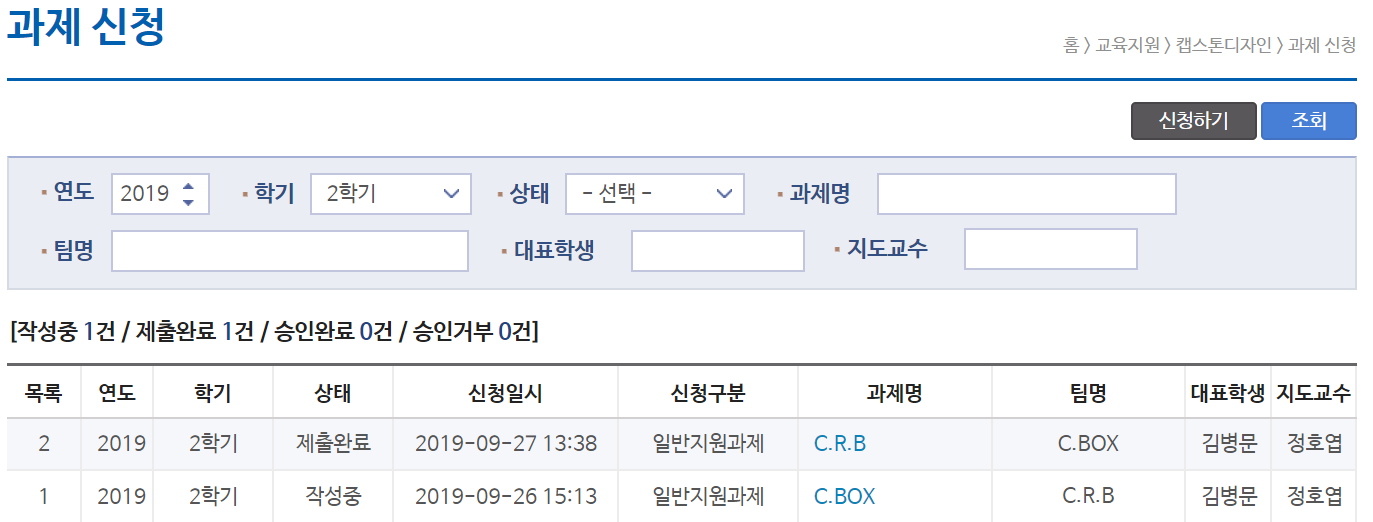 과제 신청
홈 > 교육지원 > 캡스톤디자인 > 과제 신청
신청하기 조회
연도 2019 학기 2학기 상태 - 선택 - 과제명
팀명 대표학생 지도교수
[작성중 1건 / 제출완료 1건 / 승인완료 0건 / 승인거부 0건]
목록 연도 학기 상태 신청일시 신청구분 과제명 팀명 대표학생 지도교수
2 2019 2학기 제출완료 2019-09-27 13:38 일반지원과제 C.R.B C.BOX 김병문 정호엽
1 2019 2학기 작성중 2019-09-26 15:13 일반지원과제 C.BOX C.R.B 김병문 정호엽